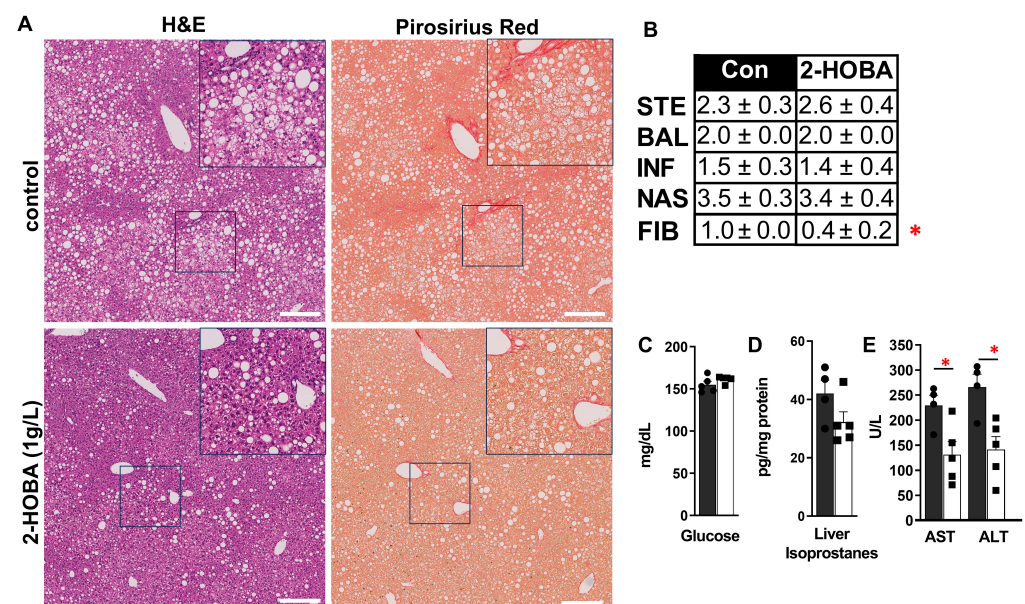 A
H&E
Pirosirius Red
control
2-HOBA (1g/L)
B
Con 2-HOBA
STE 2.3 ± 0.3 2.6 ± 0.4
BAL 2.0 ± 0.0 2.0 ± 0.0
INF 1.5 ± 0.3 1.4 ± 0.4
NAS 3.5 ± 0.3 3.4 ± 0.4
FIB 1.0 ± 0.0 0.4 ± 0.2 *
C
200
150
100
50
0
mg/dL
Glucose
D
60
40
20
0
pg/mg protein
Liver
Isoprostanes
E
350
300
250
200
150
100
50
0
U/L
* *
AST ALT